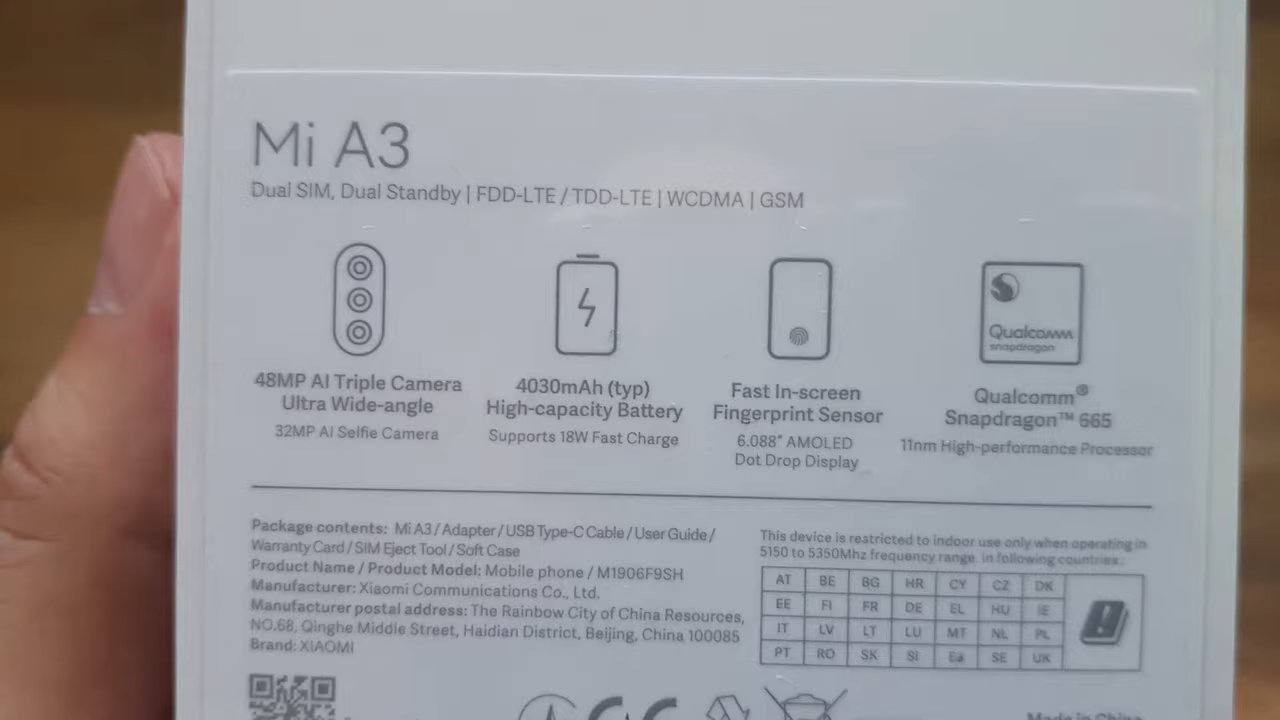 Mi A3
Dual SIM, Dual Standby | FDD-LTE / TDD-LTE | WCDMA | GSM
Qualcomm
snapdragon
48MP AI Triple Camera
Ultra Wide-angle
32MP AI Selfie Camera
4030mAh (typ)
High-capacity Battery
Supports 18W Fast Charge
Fast In-screen
Fingerprint Sensor
6.088" AMOLED
Dot Drop Display
Qualcomm®
Snapdragon™ 665
11nm High-performance Processor
Package contents: Mi A3 / Adapter / USB Type-C Cable / User Guide /
Warranty Card / SIM Eject Tool / Soft Case
Product Name / Product Model: Mobile phone / M1906F9SH
Manufacturer: Xiaomi Communications Co., Ltd.
Manufacturer postal address: The Rainbow City of China Resources,
NO.68, Qinghe Middle Street, Haidian District, Beijing, China 100085
Brand: XIAOMI
This device is restricted to indoor use only when operating in
5150 to 5350Mhz frequency range in following countries:
AT BE BG HR CY CZ DK
EE FI FR DE EL HU IE
IT LV LT LU MT NL PL
PT RO SK SI Ea SE UK
CE
Made in China